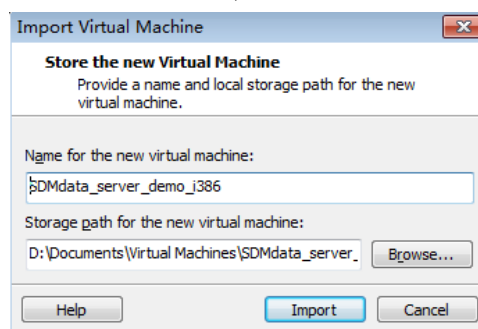 Import Virtual Machine
Store the new Virtual Machine
Provide a name and local storage path for the new
virtual machine.
Name for the new virtual machine:
SDMdata_server_demo_i386
Storage path for the new virtual machine:
D:\Documents\Virtual Machines\SDMdata_server_
Browse...
Help
Import
Cancel